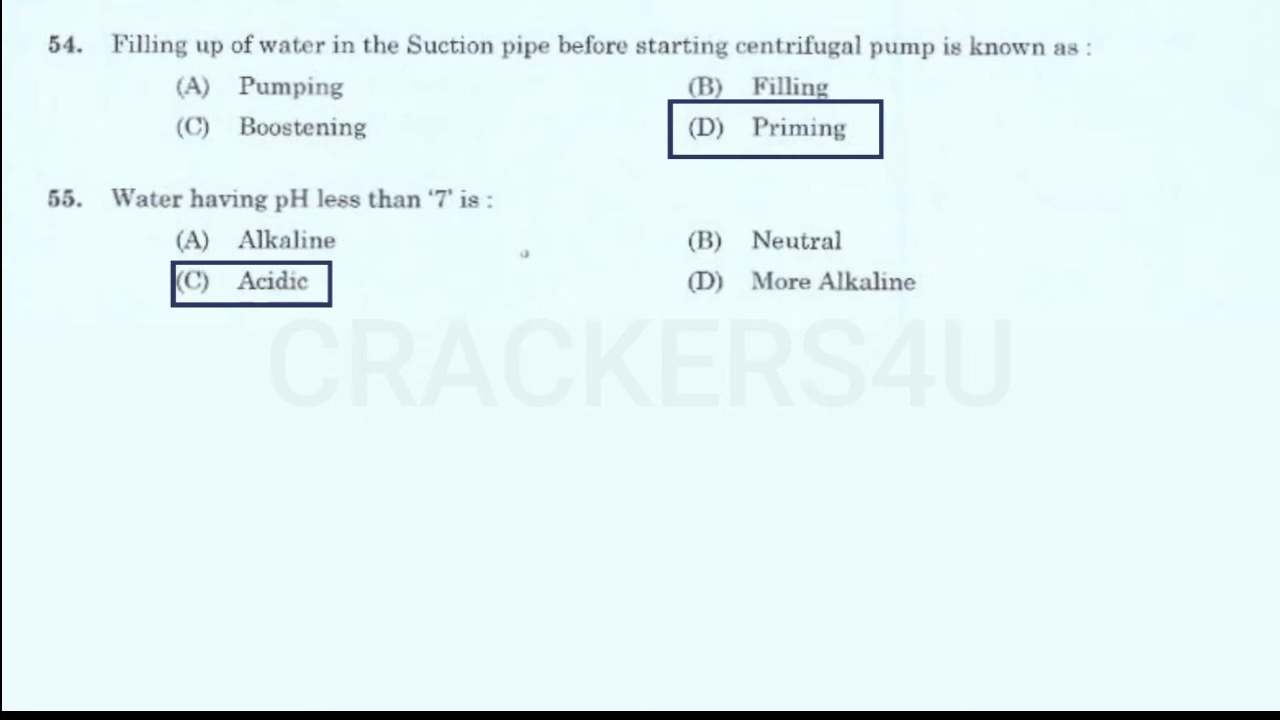 54. Filling up of water in the Suction pipe before starting centrifugal pump is known as :
(A) Pumping (B) Filling
(C) Boostening (D) Priming
55. Water having pH less than ‘7’ is :
(A) Alkaline (B) Neutral
(C) Acidic (D) More Alkaline
CRACKERS4U